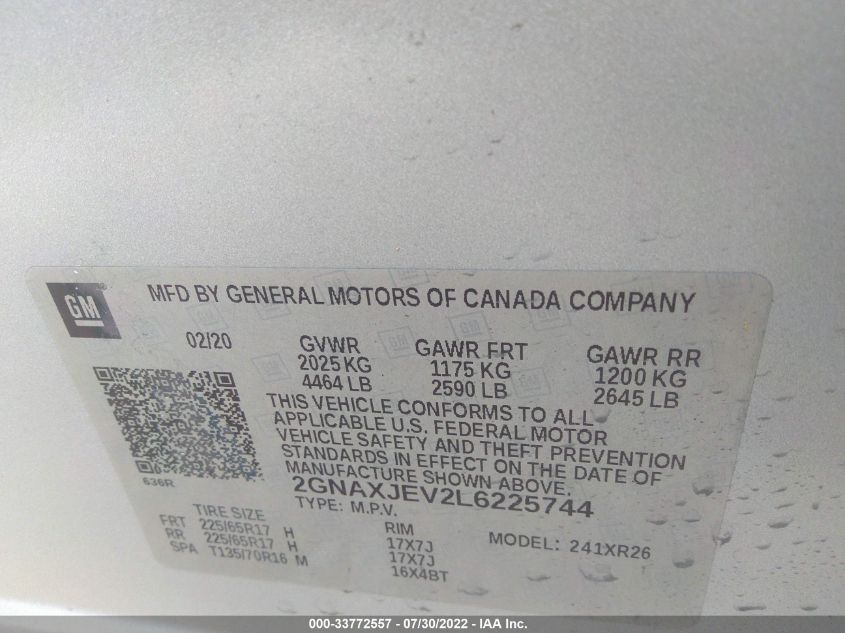 GM
MFD BY GENERAL MOTORS OF CANADA COMPANY
02/20
GVWR
2025 KG
4464 LB
GAWR FRT
1175 KG
2590 LB
GAWR RR
1200 KG
2645 LB
THIS VEHICLE CONFORMS TO ALL
APPLICABLE U.S. FEDERAL MOTOR
VEHICLE SAFETY AND THEFT PREVENTION
STANDARDS IN EFFECT ON THE DATE OF
MANUFACTURE SHOWN ABOVE.
636R
2GNAXJEV2L6225744
TYPE: M.P.V.
TIRE SIZE
RIM
FRT 225/65R17 H 17X7J
RR 225/65R17 H 17X7J
SPA T135/70R16 M 16X4BT
MODEL: 241XR26
000-33772557 - 07/30/2022 - IAA Inc.